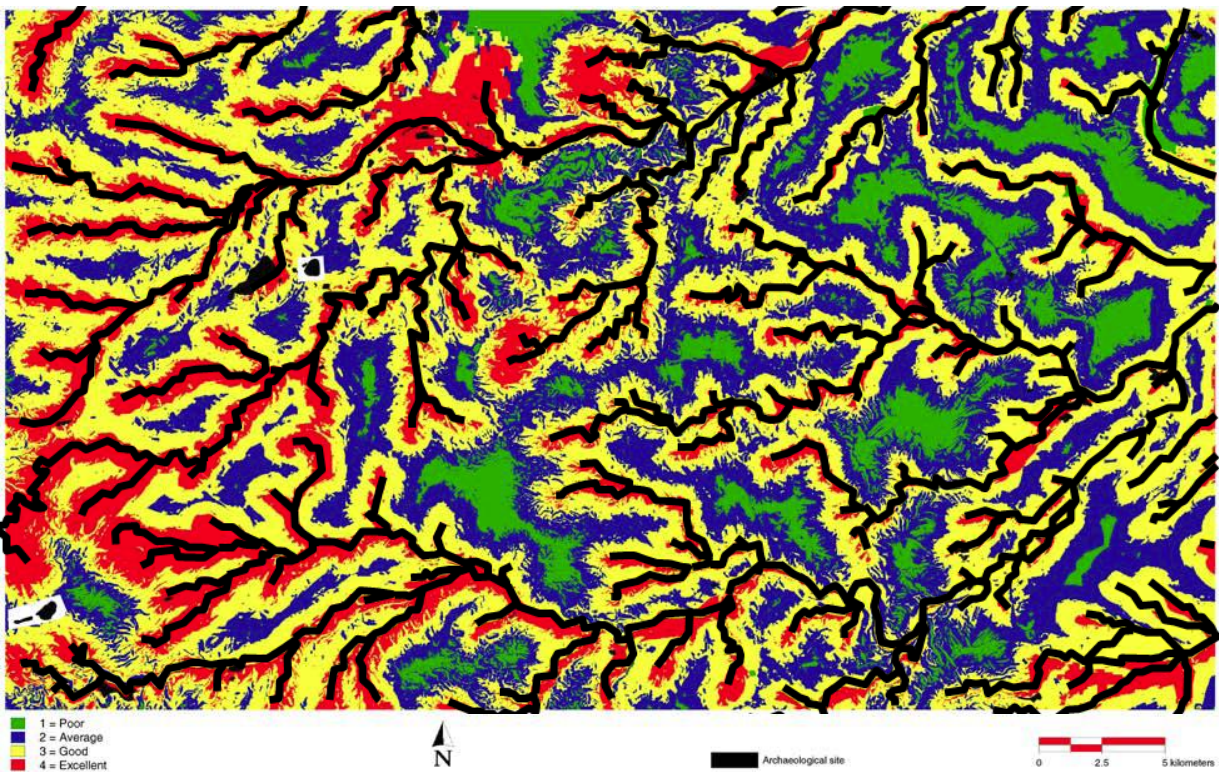 1 = Poor
2 = Average
3 = Good
4 = Excellent
N
Archaeological site
0 2.5 5 kilometers